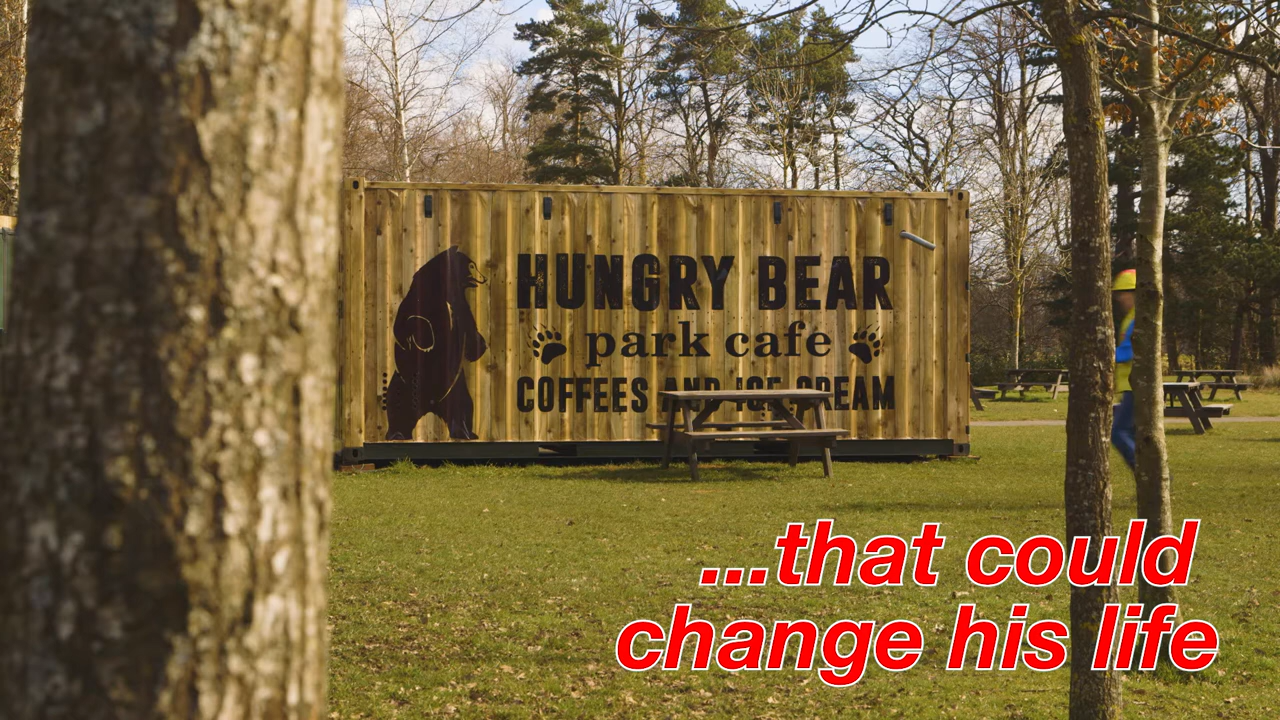 HUNGRY BEAR
park cafe
COFFEES AND ICE CREAM
...that could
change his life